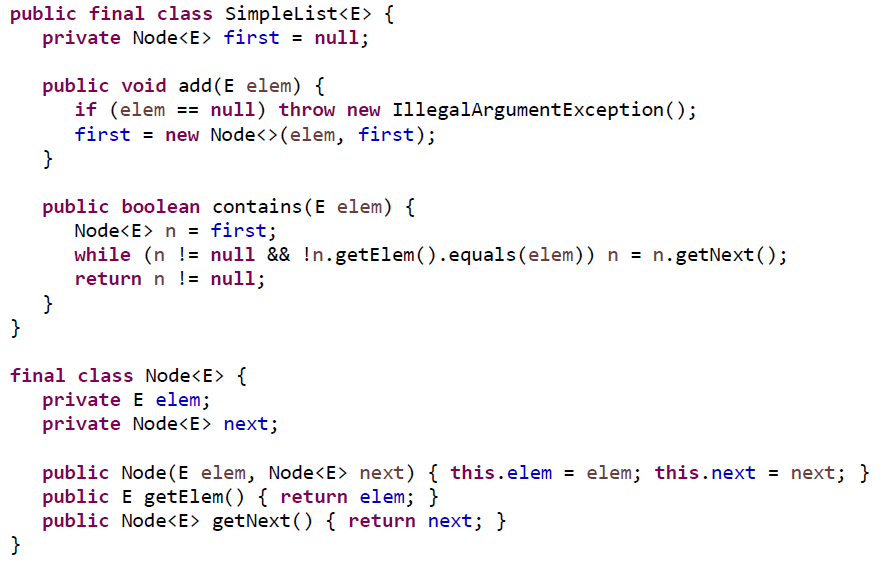 public final class SimpleList<E> {
   private Node<E> first = null;

   public void add(E elem) {
      if (elem == null) throw new IllegalArgumentException();
      first = new Node<>(elem, first);
   }

   public boolean contains(E elem) {
      Node<E> n = first;
      while (n != null && !n.getElem().equals(elem)) n = n.getNext();
      return n != null;
   }
}

final class Node<E> {
   private E elem;
   private Node<E> next;

   public Node(E elem, Node<E> next) { this.elem = elem; this.next = next; }
   public E getElem() { return elem; }
   public Node<E> getNext() { return next; }
}